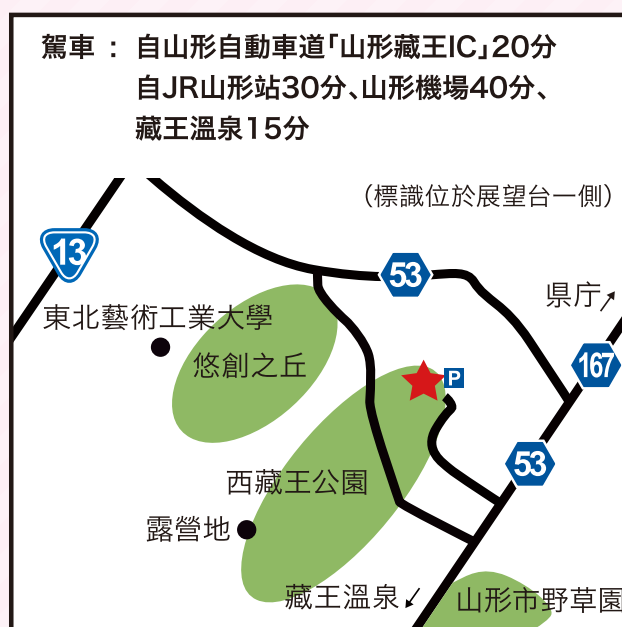 駕車 : 自山形自動車道「山形藏王IC」20分
自JR山形站30分、山形機場40分、
藏王溫泉15分
（標識位於展望台一側）
13
53
県庁↗
東北藝術工業大學
悠創之丘
P
167
53
西藏王公園
露營地
藏王溫泉↙
山形市野草園